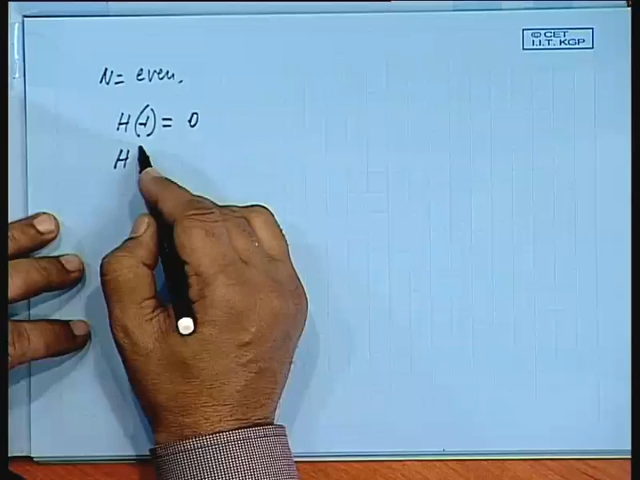 © CET
I.I.T. KGP
N = even.
H(-1) = 0
H